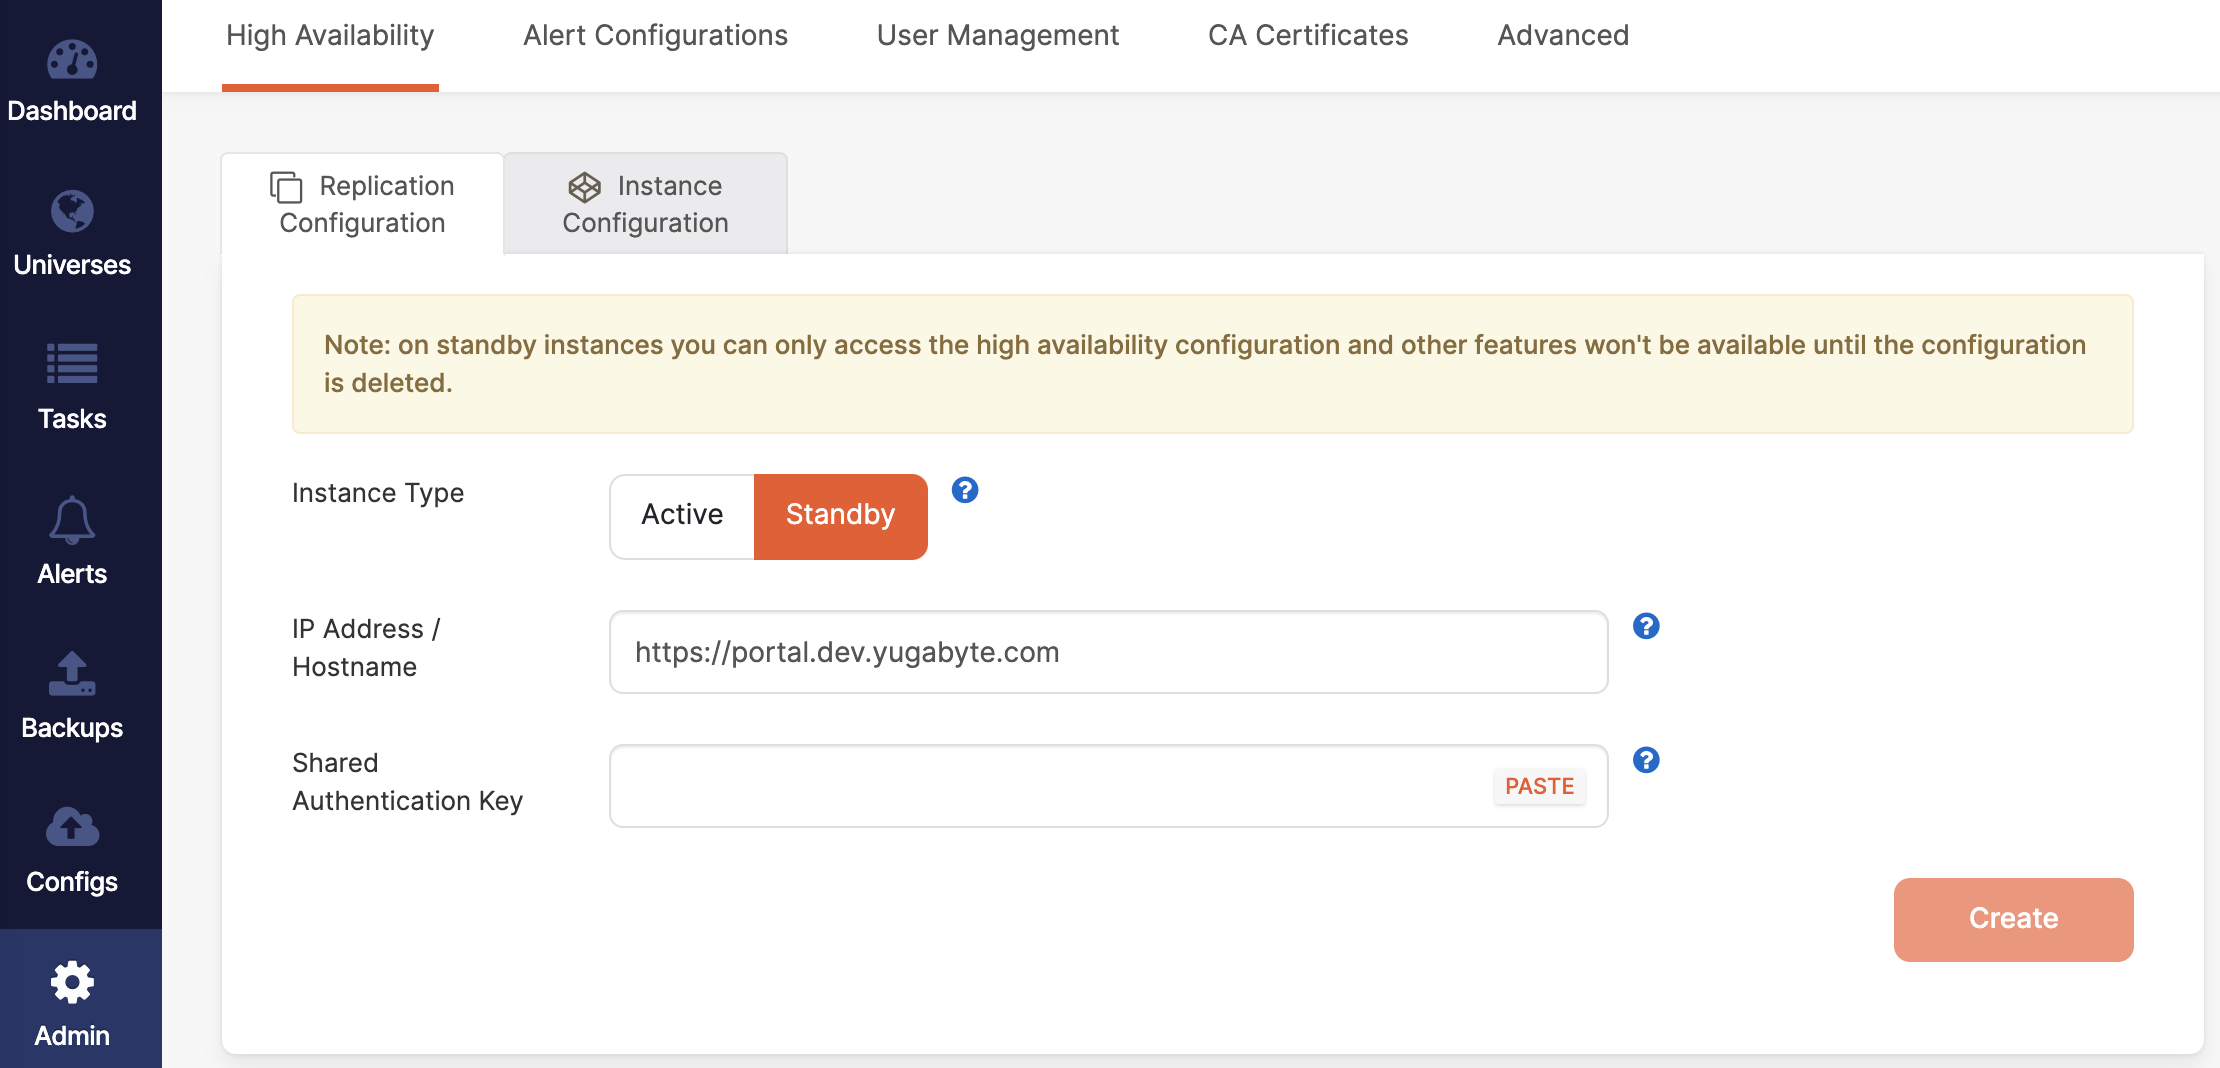 High Availability
Alert Configurations
User Management
CA Certificates
Advanced
Dashboard
Universes
Tasks
Alerts
Backups
Configs
Admin
Replication
Configuration
Instance
Configuration
Note: on standby instances you can only access the high availability configuration and other features won't be available until the configuration
is deleted.
Instance Type
Active
Standby
?
IP Address /
Hostname
https://portal.dev.yugabyte.com
?
Shared
Authentication Key
PASTE
?
Create